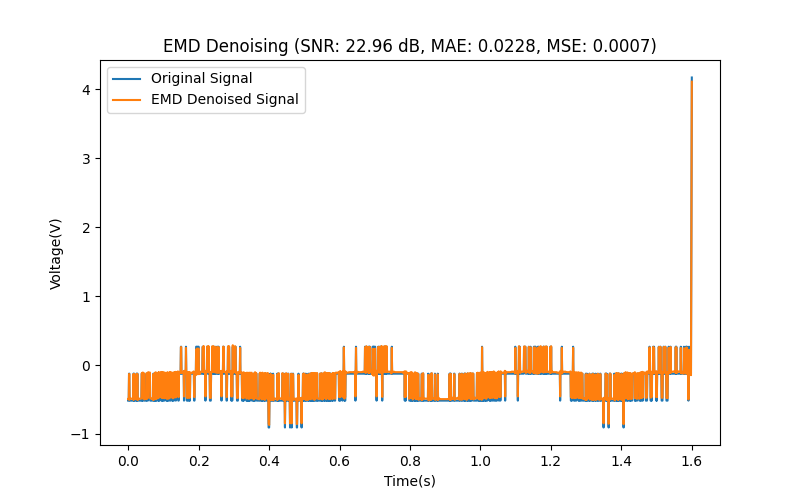 EMD Denoising (SNR: 22.96 dB, MAE: 0.0228, MSE: 0.0007)
Original Signal
EMD Denoised Signal
4
3
2
1
0
−1
Voltage(V)
0.0 0.2 0.4 0.6 0.8 1.0 1.2 1.4 1.6
Time(s)